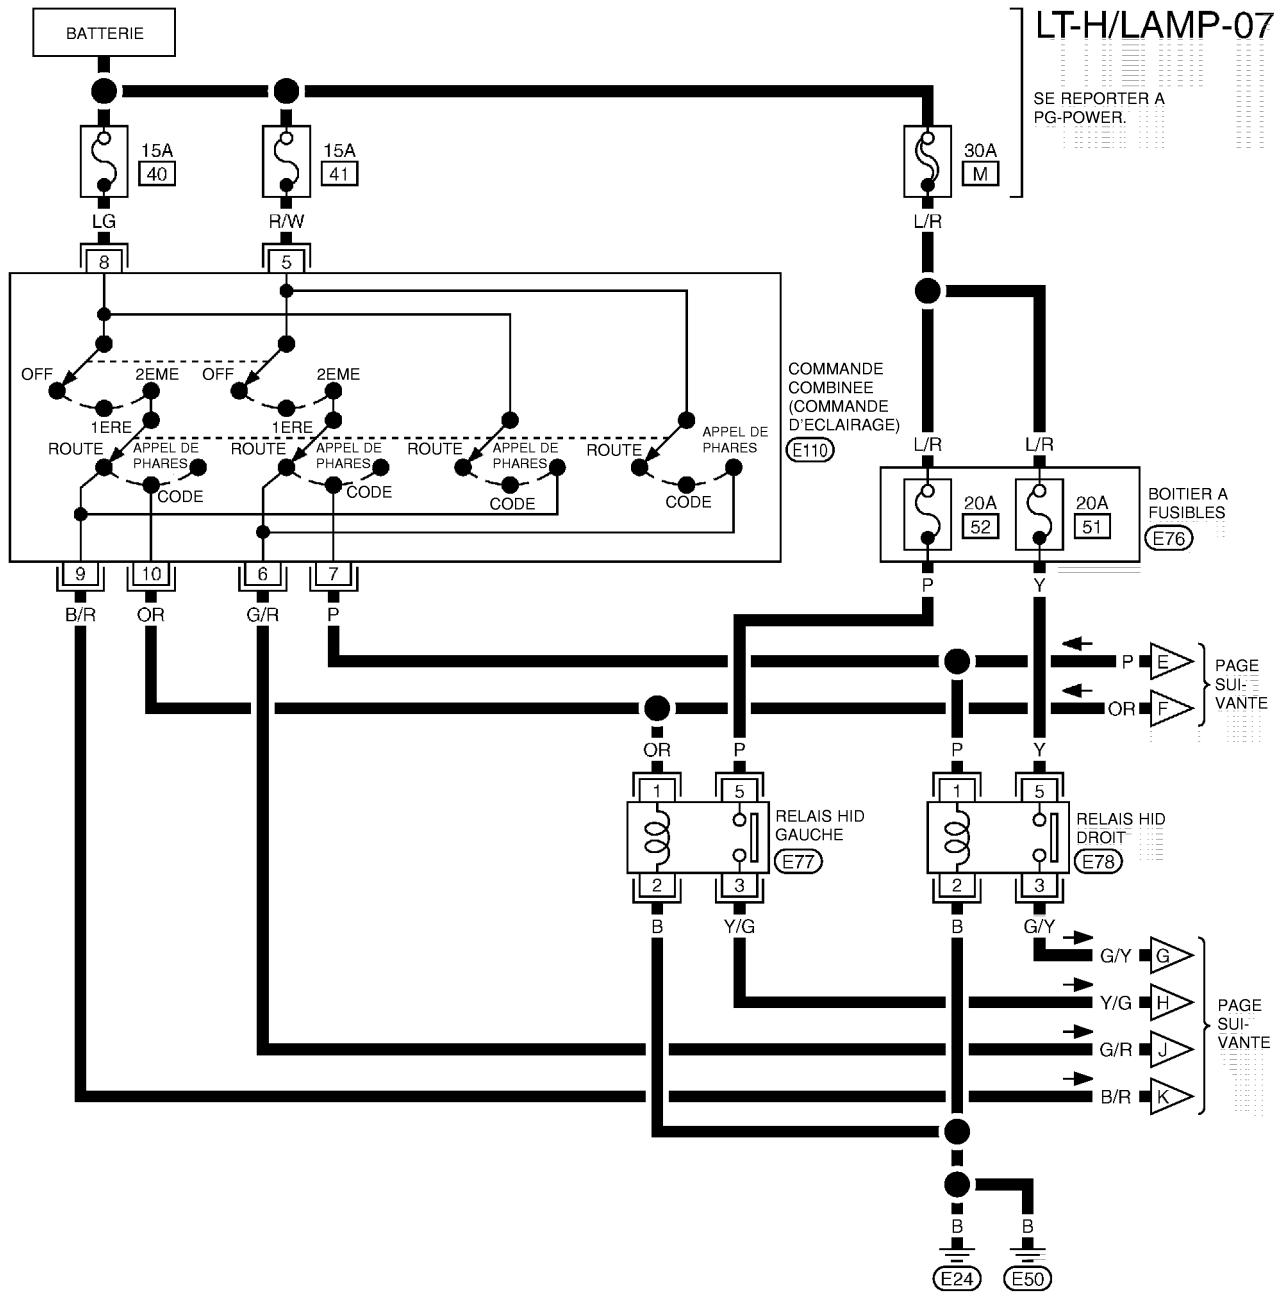 BATTERIE
LT-H/LAMP-07
SE REPORTER A
PG-POWER.
15A
40
15A
41
30A
M
LG
R/W
L/R
8
5
OFF
2EME
1ERE
OFF
2EME
1ERE
COMMANDE
COMBINEE
(COMMANDE
D'ECLAIRAGE)
E110
ROUTE
APPEL DE
PHARES
CODE
ROUTE
APPEL DE
PHARES
CODE
ROUTE
APPEL DE
PHARES
CODE
ROUTE
APPEL DE
PHARES
CODE
L/R
L/R
20A
52
20A
51
BOITIER A
FUSIBLES
E76
9
10
6
7
B/R
OR
G/R
P
P
Y
P
E
OR
F
PAGE
SUI-
VANTE
OR
P
P
Y
1
5
1
5
RELAIS HID
GAUCHE
E77
RELAIS HID
DROIT
E78
2
3
2
3
B
Y/G
B
G/Y
G/Y
G
Y/G
H
G/R
J
B/R
K
PAGE
SUI-
VANTE
B
B
E24
E50